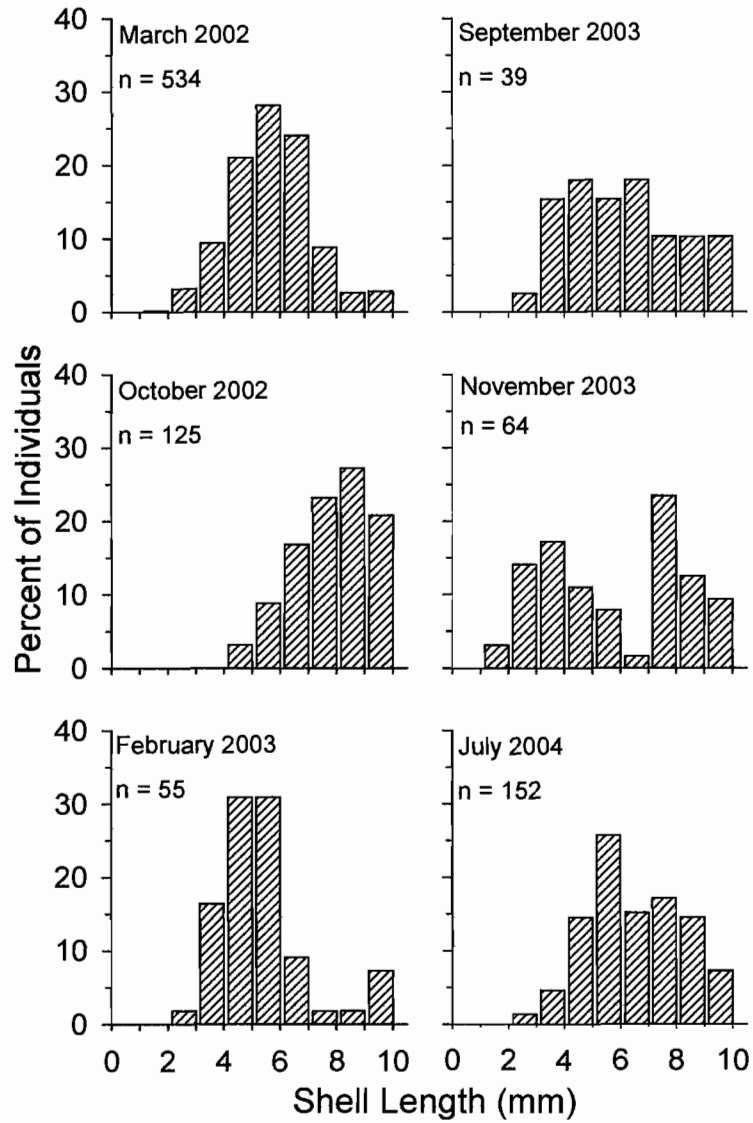 Percent of Individuals
40
30
20
10
0
March 2002
n = 534
September 2003
n = 39
40
30
20
10
0
October 2002
n = 125
November 2003
n = 64
40
30
20
10
0
February 2003
n = 55
July 2004
n = 152
0 2 4 6 8 10
0 2 4 6 8 10
Shell Length (mm)